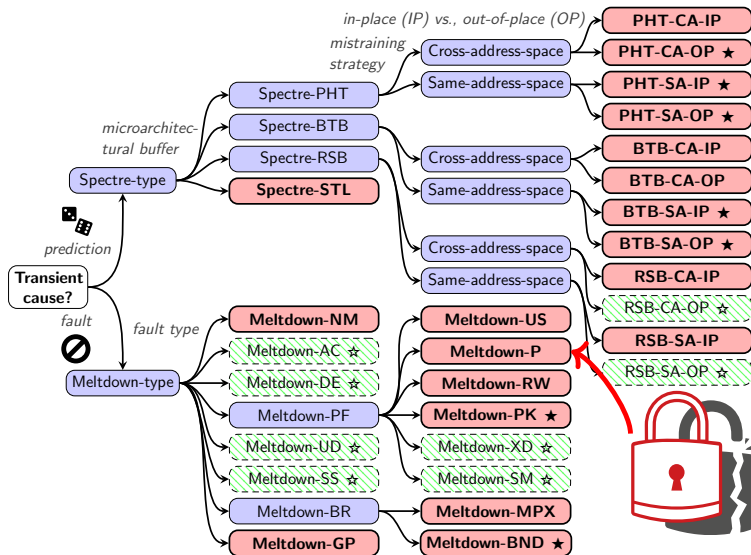 in-place (IP) vs., out-of-place (OP)
PHT-CA-IP
mistraining
strategy
Cross-address-space
PHT-CA-OP ★
Spectre-PHT
Same-address-space
PHT-SA-IP ★
PHT-SA-OP ★
microarchitec-
tural buffer
Spectre-BTB
BTB-CA-IP
Spectre-RSB
Cross-address-space
BTB-CA-OP
Spectre-type
Spectre-STL
Same-address-space
BTB-SA-IP ★
BTB-SA-OP ★
prediction
Cross-address-space
RSB-CA-IP
Transient
cause?
Same-address-space
RSB-CA-OP ☆
fault
fault type
Meltdown-NM
Meltdown-US
RSB-SA-IP
Meltdown-AC ☆
Meltdown-P
RSB-SA-OP ☆
Meltdown-type
Meltdown-DE ☆
Meltdown-RW
Meltdown-PF
Meltdown-PK ★
Meltdown-UD ☆
Meltdown-XD ☆
Meltdown-SS ☆
Meltdown-SM ☆
Meltdown-BR
Meltdown-MPX
Meltdown-GP
Meltdown-BND ★